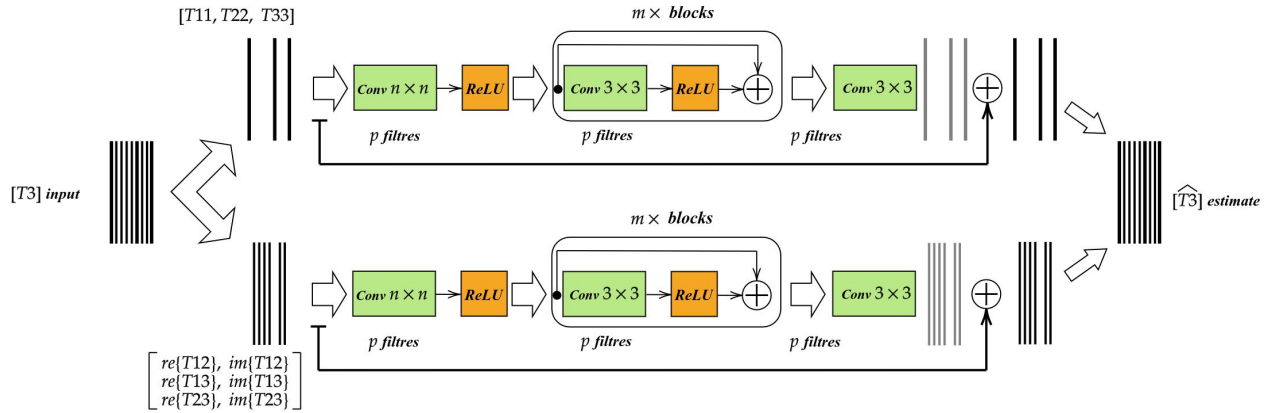 [T11, T22, T33]
m × blocks
Conv n × n
ReLU
Conv 3 × 3
ReLU
Conv 3 × 3
p filtres
p filtres
p filtres
[T3] input
[T̂3] estimate
m × blocks
Conv n × n
ReLU
Conv 3 × 3
ReLU
Conv 3 × 3
p filtres
p filtres
p filtres
re{T12}, im{T12}
re{T13}, im{T13}
re{T23}, im{T23}